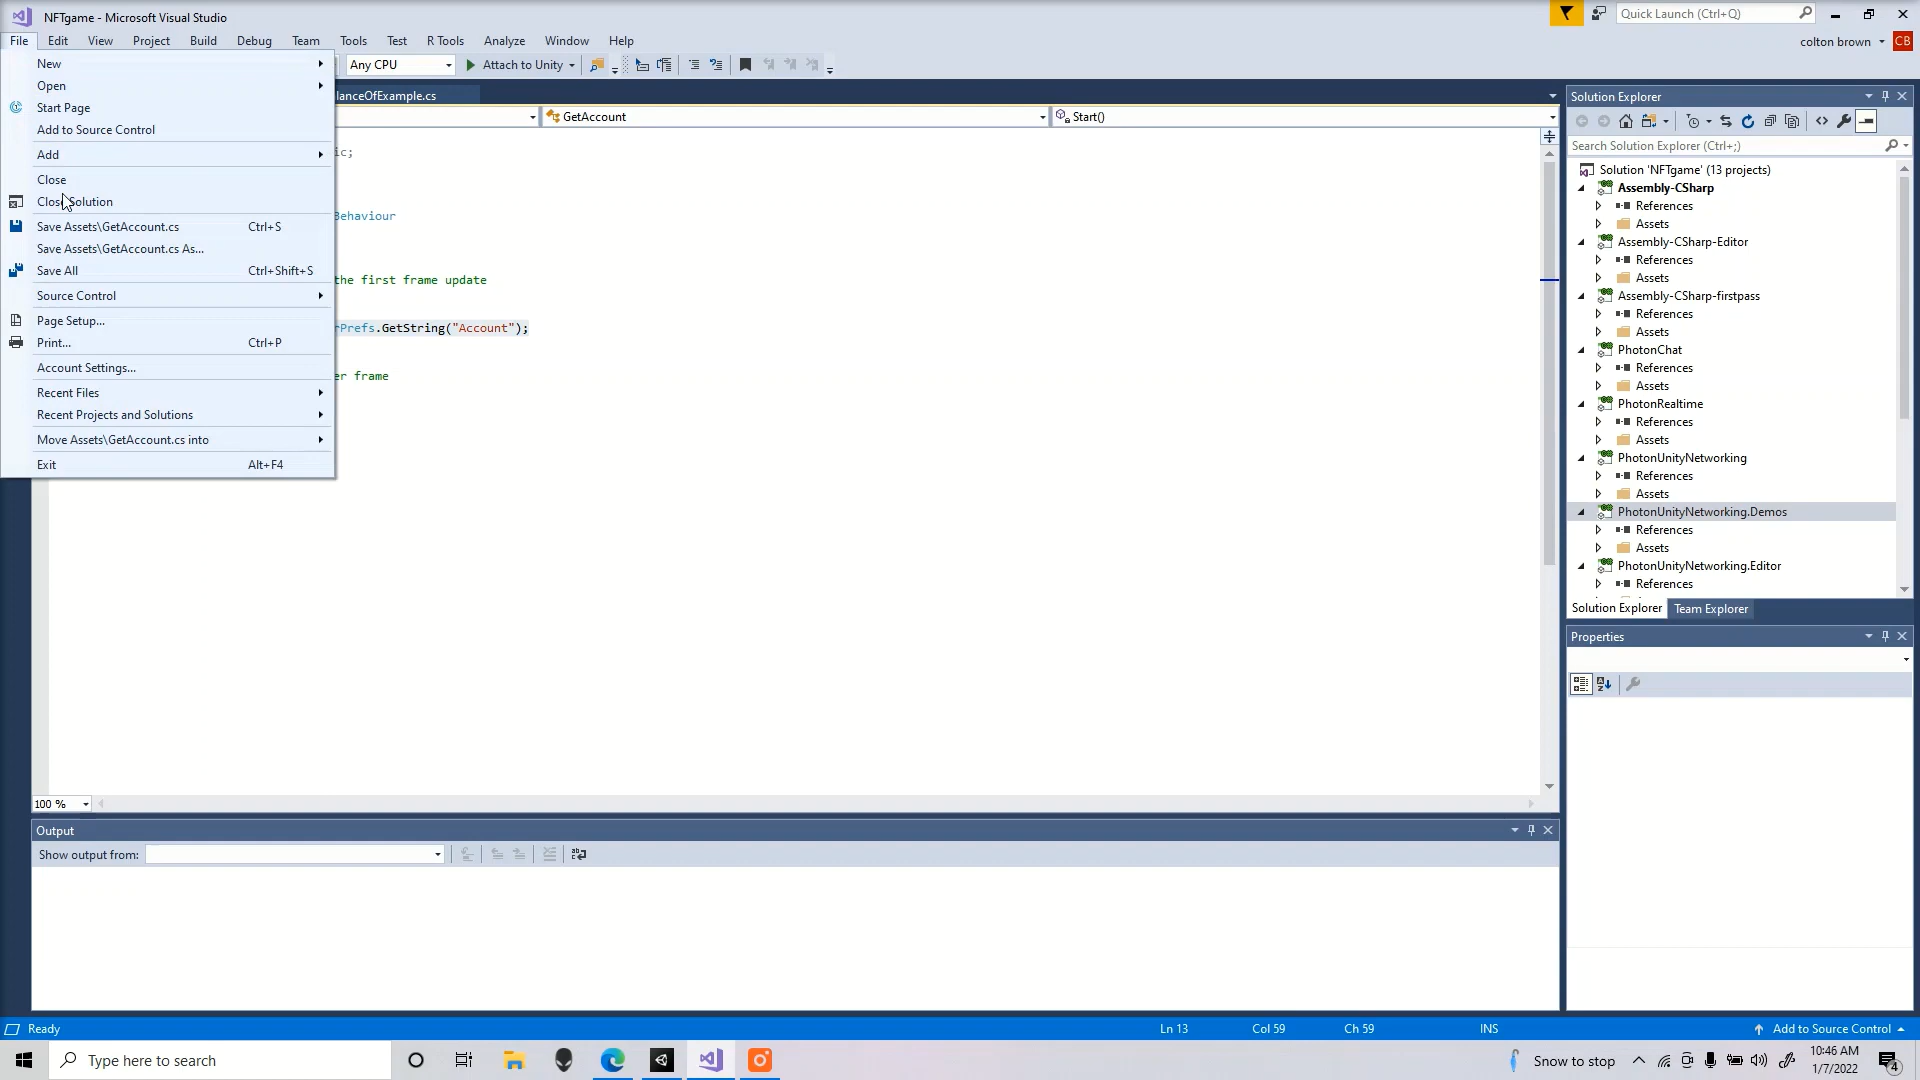 NFTgame - Microsoft Visual Studio
Quick Launch (Ctrl+Q)
File Edit View Project Build Debug Team Tools Test R Tools Analyze Window Help
colton brown CB
Any CPU Attach to Unity
New
Open
Start Page
Add to Source Control
Add
Close
Close Solution
Save Assets\GetAccount.cs Ctrl+S
Save Assets\GetAccount.cs As...
Save All Ctrl+Shift+S
Source Control
Page Setup...
Print... Ctrl+P
Account Settings...
Recent Files
Recent Projects and Solutions
Move Assets\GetAccount.cs into
Exit Alt+F4
lanceOfExample.cs
GetAccount Start()
ic;
Behaviour
the first frame update
rPrefs.GetString("Account");
er frame
100 %
Output
Show output from:
Solution Explorer
Search Solution Explorer (Ctrl+;)
Solution 'NFTgame' (13 projects)
Assembly-CSharp
References
Assets
Assembly-CSharp-Editor
References
Assets
Assembly-CSharp-firstpass
References
Assets
PhotonChat
References
Assets
PhotonRealtime
References
Assets
PhotonUnityNetworking
References
Assets
PhotonUnityNetworking.Demos
References
Assets
PhotonUnityNetworking.Editor
References
Solution Explorer Team Explorer
Properties
Ready Ln 13 Col 59 Ch 59 INS Add to Source Control
Type here to search
Snow to stop
10:46 AM
1/7/2022
4